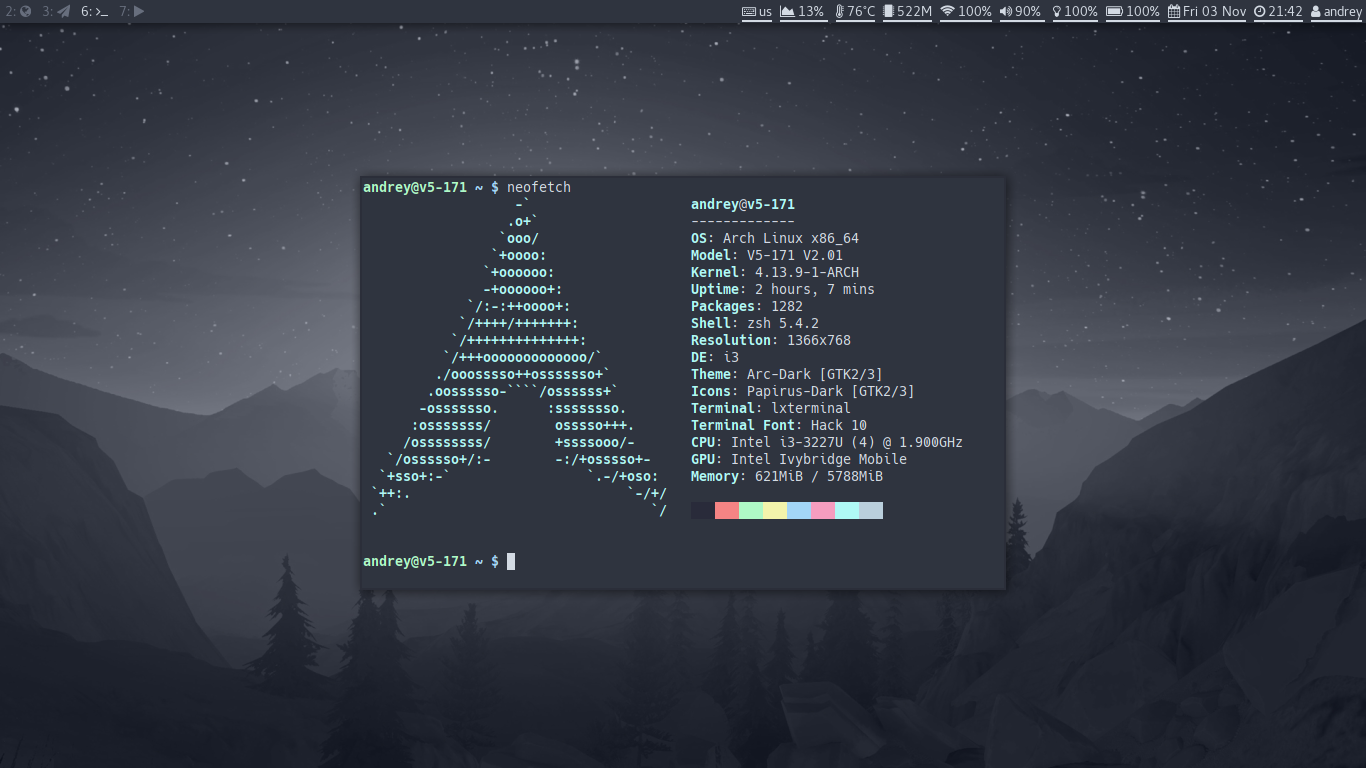 2: 3: 6: 7: us 13% 76°C 522M 100% 90% 100% 100% Fri 03 Nov 21:42 andrey
andrey@v5-171 ~ $ neofetch
-` andrey@v5-171
.o+` -------------
`ooo/ OS: Arch Linux x86_64
`+oooo: Model: V5-171 V2.01
`+oooooo: Kernel: 4.13.9-1-ARCH
-+oooooo+: Uptime: 2 hours, 7 mins
`/:-:++oooo+: Packages: 1282
`/++++/+++++++: Shell: zsh 5.4.2
`/++++++++++++++: Resolution: 1366x768
`/+++ooooooooooooo/` DE: i3
./ooosssso++osssssso+` Theme: Arc-Dark [GTK2/3]
.oossssso-````/ossssss+` Icons: Papirus-Dark [GTK2/3]
-osssssso. :ssssssso. Terminal: lxterminal
:osssssss/ osssso+++. Terminal Font: Hack 10
/ossssssss/ +ssssooo/- CPU: Intel i3-3227U (4) @ 1.900GHz
`/ossssso+/:- -:/+osssso+- GPU: Intel Ivybridge Mobile
`+sso+:-` `.-/+oso: Memory: 621MiB / 5788MiB
`++:. `-/+/
.` `/
andrey@v5-171 ~ $